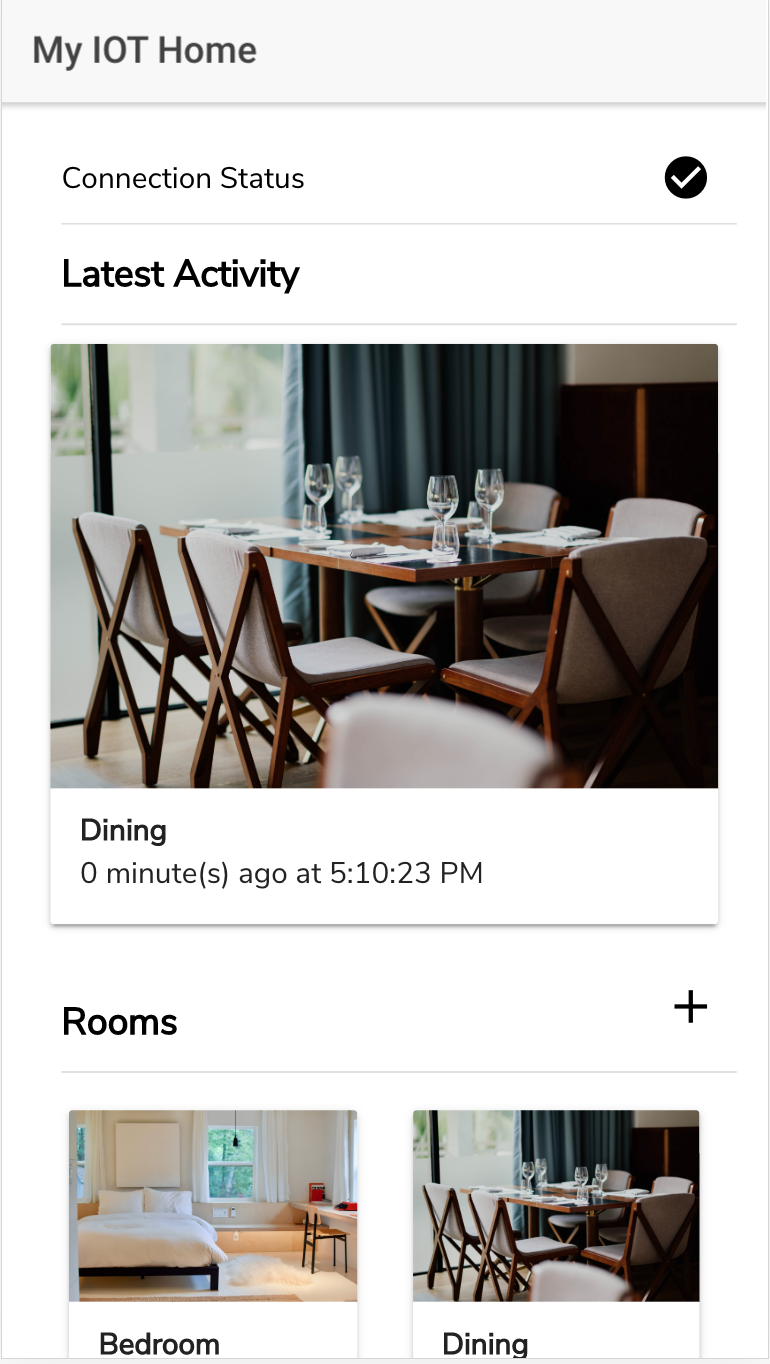 My IOT Home
Connection Status
Latest Activity
Dining
0 minute(s) ago at 5:10:23 PM
Rooms
Bedroom
Dining